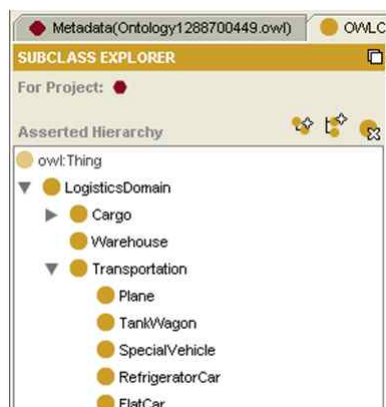 Metadata(Ontology1288700449.owl) OWLC
SUBCLASS EXPLORER
For Project:
Asserted Hierarchy
owl:Thing
LogisticsDomain
Cargo
Warehouse
Transportation
Plane
TankWagon
SpecialVehicle
RefrigeratorCar
FlatCar